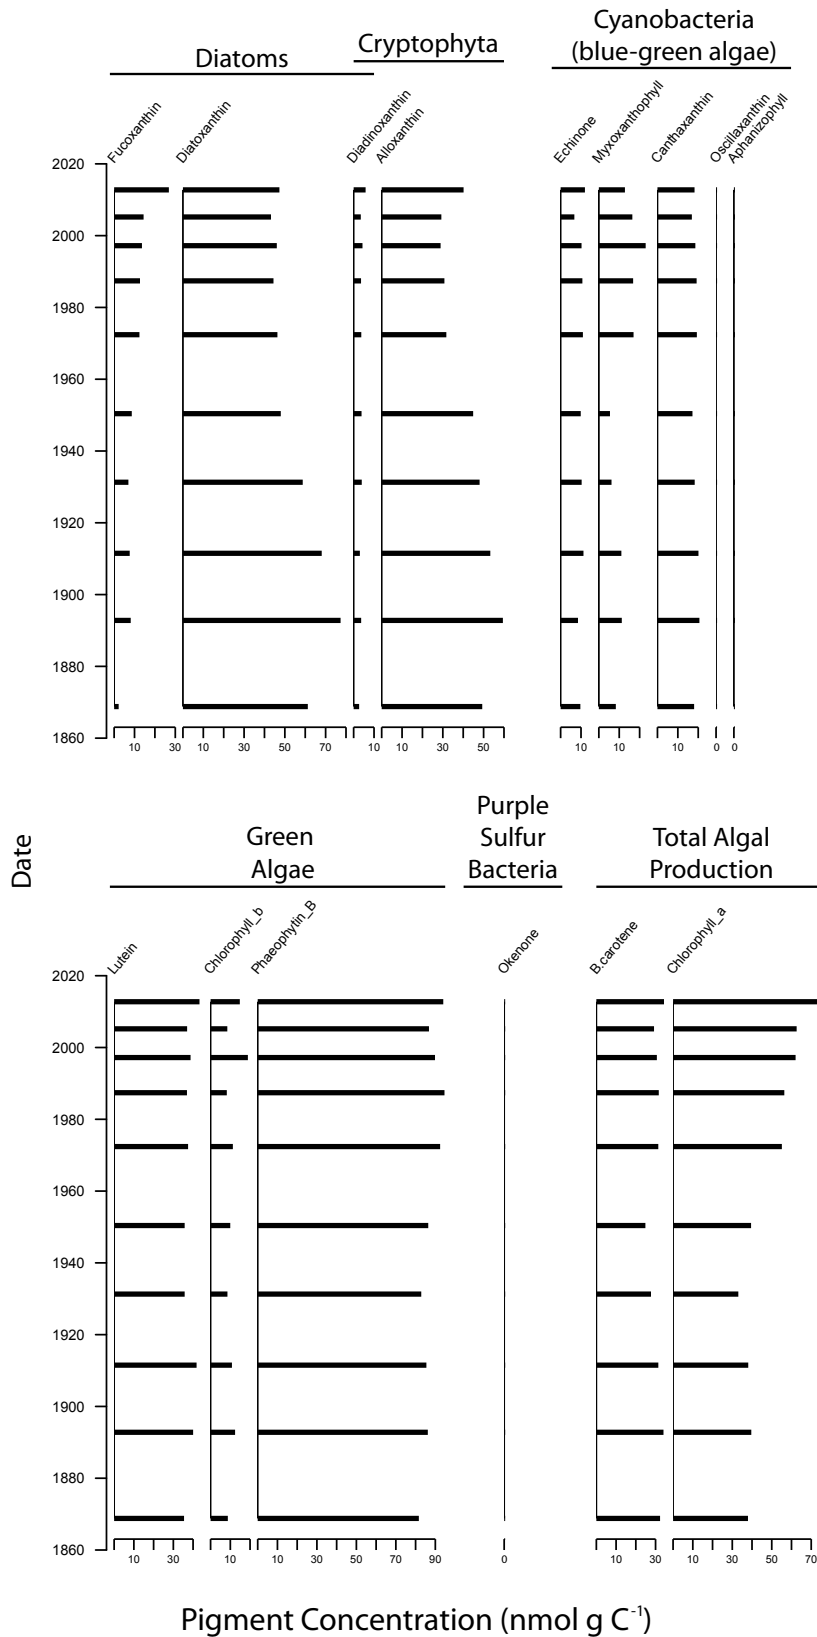 Diatoms
Cryptophyta
Cyanobacteria
(blue-green algae)
Fucoxanthin
Diatoxanthin
Diadinoxanthin
Alloxanthin
Echinone
Myxoxanthophyll
Canthaxanthin
Oscillaxanthin
Aphanizophyll
2020
2000
1980
1960
1940
1920
1900
1880
1860
10 30 10 30 50 70 10 10 30 50 10 10 10 0 0
Date
Green
Algae
Purple
Sulfur
Bacteria
Total Algal
Production
Lutein
Chlorophyll_b
Phaeophytin_B
Okenone
B.carotene
Chlorophyll_a
2020
2000
1980
1960
1940
1920
1900
1880
1860
10 30 10 10 30 50 70 90 0 10 30 10 30 50 70
Pigment Concentration (nmol g C⁻¹)